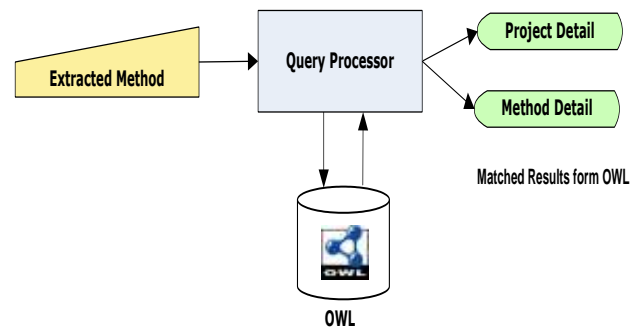 Project Detail
Extracted Method
Query Processor
Method Detail
Matched Results form OWL
OWL
OWL